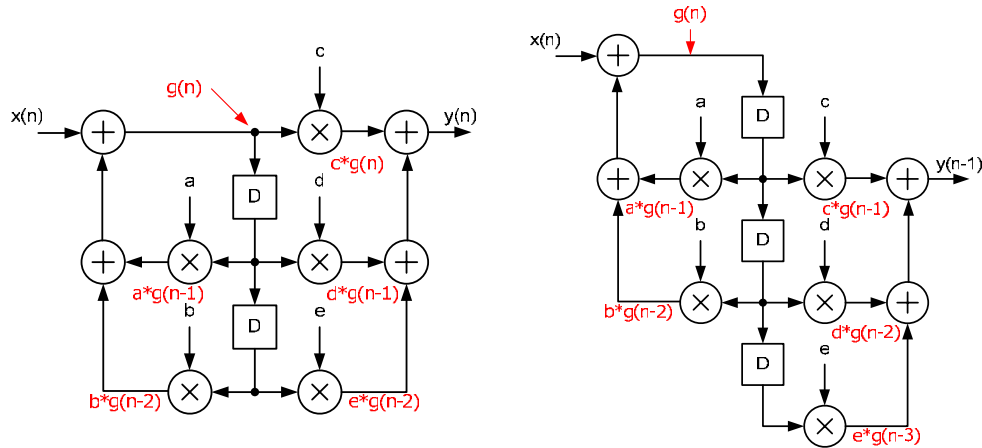 g(n)
x(n)
c
y(n)
c*g(n)
D
a
d
a*g(n-1)
d*g(n-1)
b
D
e
b*g(n-2)
e*g(n-2)
g(n)
x(n)
a
D
c
y(n-1)
a*g(n-1)
c*g(n-1)
b
D
d
b*g(n-2)
d*g(n-2)
D
e
e*g(n-3)